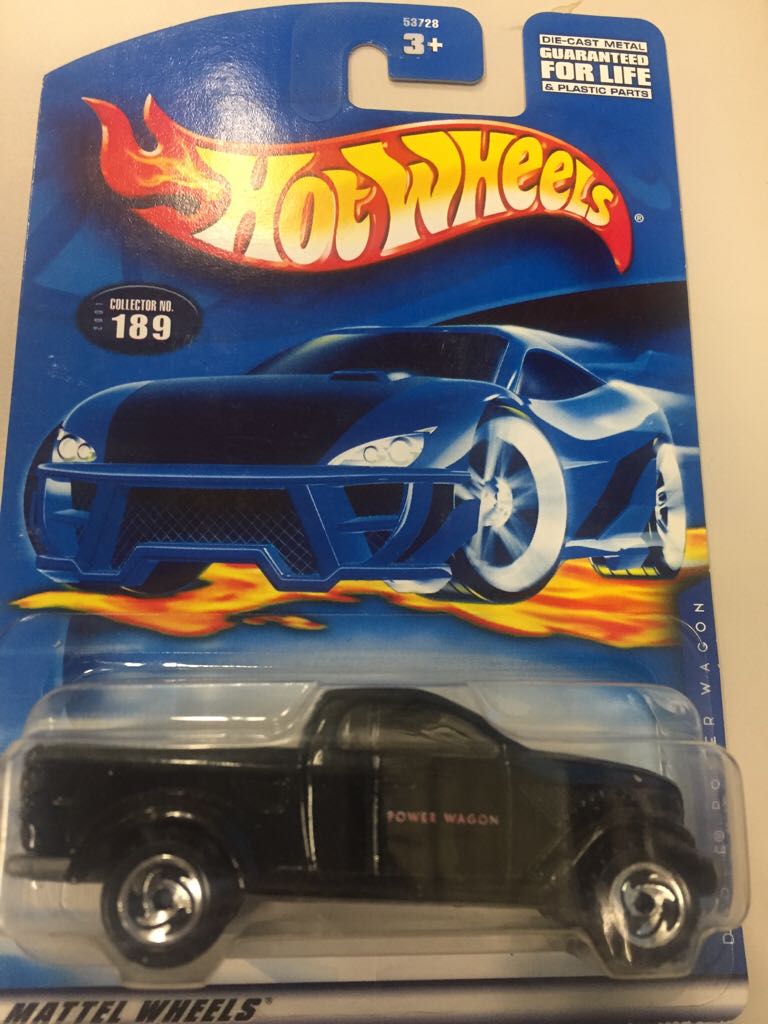 53728
3+
DIE-CAST METAL
GUARANTEED
FOR LIFE
& PLASTIC PARTS
HOT WHEELS®
2001
COLLECTOR NO.
189
POWER WAGON
WAGON
MATTEL WHEELS®